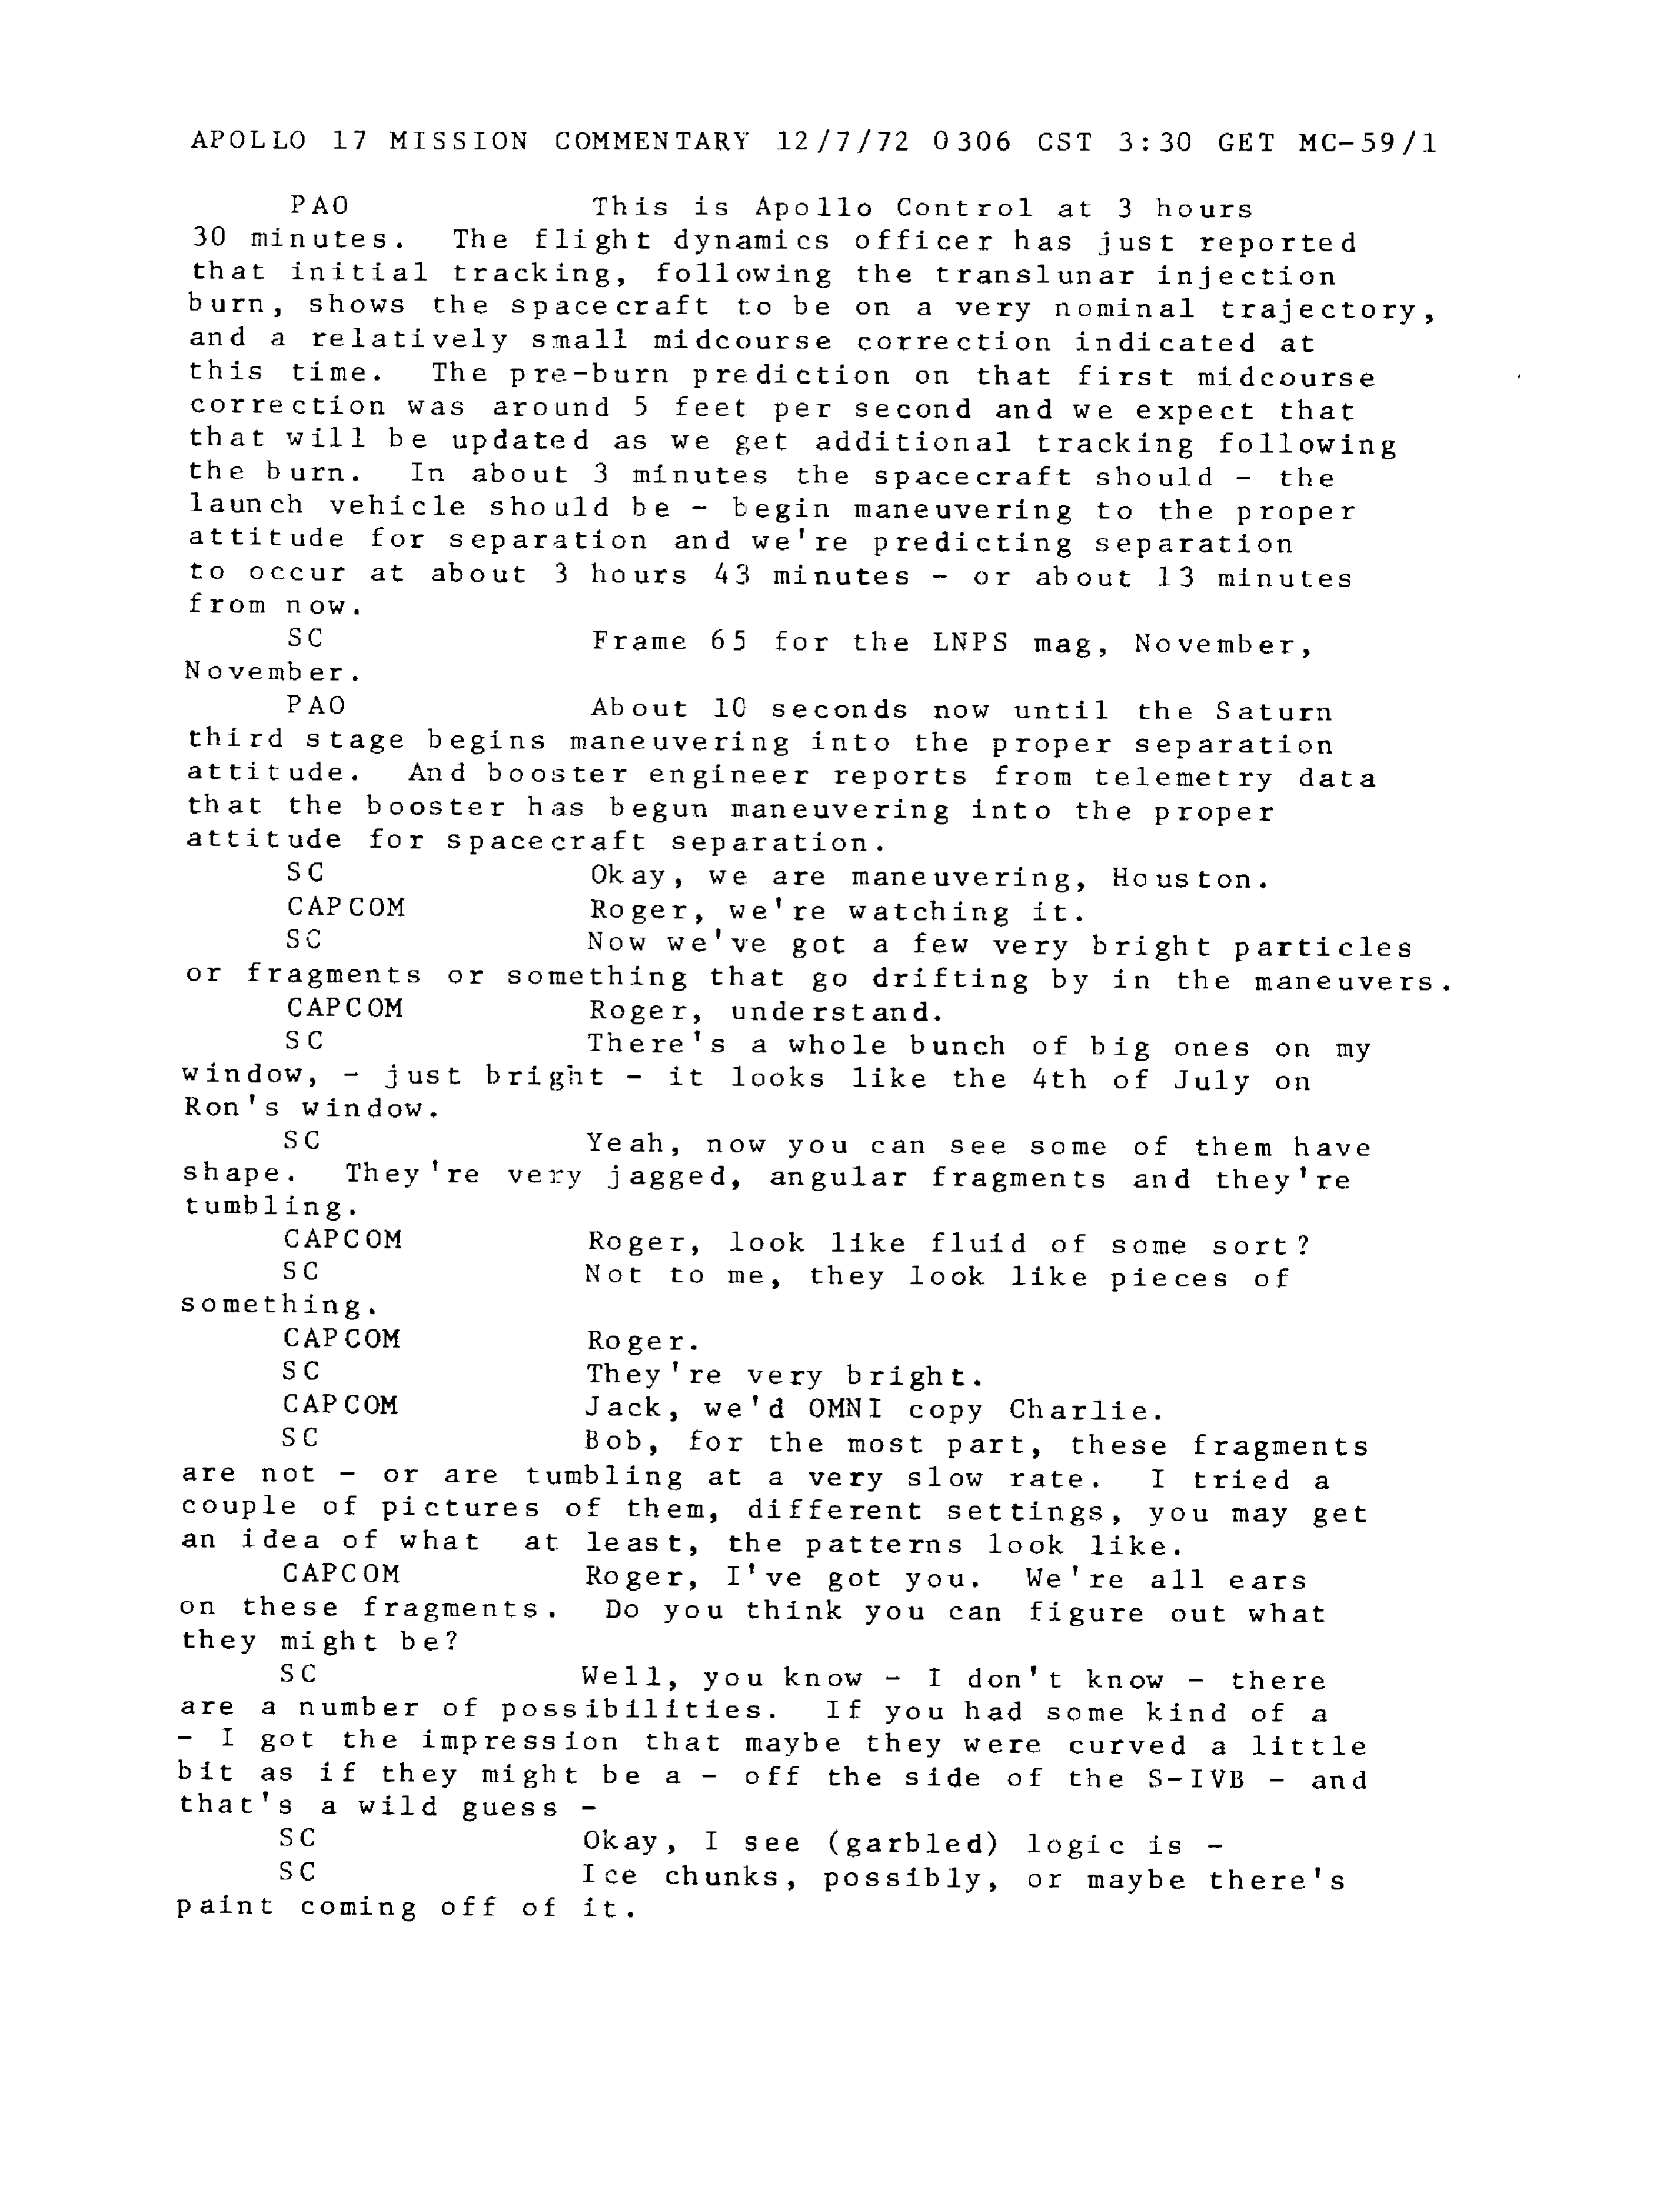 APOLLO 17 MISSION COMMENTARY 12/7/72 0306 CST 3:30 GET MC-59/1
PAO This is Apollo Control at 3 hours
30 minutes. The flight dynamics officer has just reported
that initial tracking, following the translunar injection
burn, shows the spacecraft to be on a very nominal trajectory,
and a relatively small midcourse correction indicated at
this time. The pre-burn prediction on that first midcourse
correction was around 5 feet per second and we expect that
that will be updated as we get additional tracking following
the burn. In about 3 minutes the spacecraft should - the
launch vehicle should be - begin maneuvering to the proper
attitude for separation and we're predicting separation
to occur at about 3 hours 43 minutes - or about 13 minutes
from now.
SC Frame 65 for the LNPS mag, November,
November.
PAO About 10 seconds now until the Saturn
third stage begins maneuvering into the proper separation
attitude. And booster engineer reports from telemetry data
that the booster has begun maneuvering into the proper
attitude for spacecraft separation.
SC Okay, we are maneuvering, Houston.
CAPCOM Roger, we're watching it.
SC Now we've got a few very bright particles
or fragments or something that go drifting by in the maneuvers.
CAPCOM Roger, understand.
SC There's a whole bunch of big ones on my
window, - just bright - it looks like the 4th of July on
Ron's window.
SC Yeah, now you can see some of them have
shape. They're very jagged, angular fragments and they're
tumbling.
CAPCOM Roger, look like fluid of some sort?
SC Not to me, they look like pieces of
something.
CAPCOM Roger.
SC They're very bright.
CAPCOM Jack, we'd OMNI copy Charlie.
SC Bob, for the most part, these fragments
are not - or are tumbling at a very slow rate. I tried a
couple of pictures of them, different settings, you may get
an idea of what at least, the patterns look like.
CAPCOM Roger, I've got you. We're all ears
on these fragments. Do you think you can figure out what
they might be?
SC Well, you know - I don't know - there
are a number of possibilities. If you had some kind of a
- I got the impression that maybe they were curved a little
bit as if they might be a - off the side of the S-IVB - and
that's a wild guess -
SC Okay, I see (garbled) logic is -
SC Ice chunks, possibly, or maybe there's
paint coming off of it.